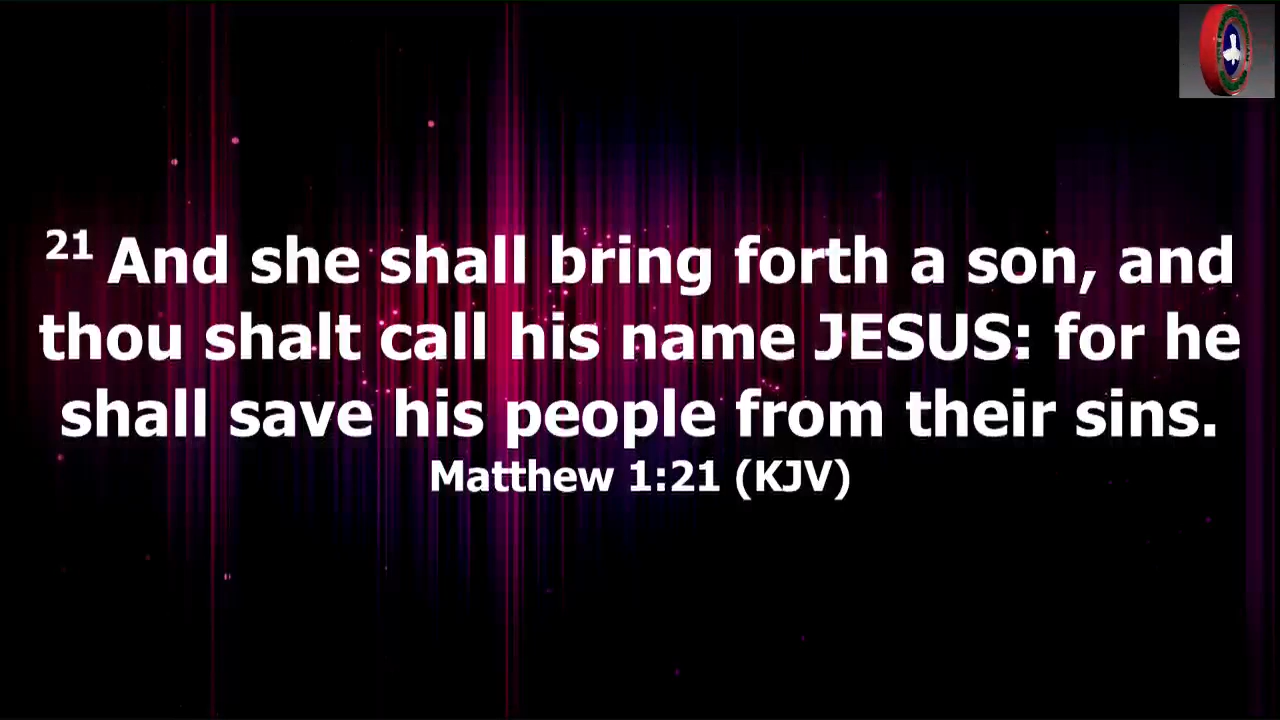 21 And she shall bring forth a son, and
thou shalt call his name JESUS: for he
shall save his people from their sins.
Matthew 1:21 (KJV)